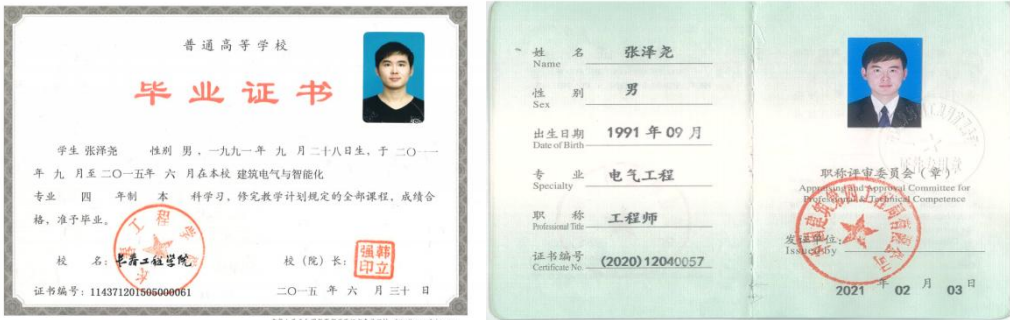 普通高等学校
毕业证书
学生 张泽尧 性别 男，一九九一年 九 月二十八日生，于 二〇一一
年 九 月至二〇一五年 六 月在本校 建筑电气与智能化
专业 四 年制 本 科学习，修完教学计划规定的全部课程，成绩合
格，准予毕业。
校 名：长春工程学院
校（院）长：
韩立强印
证书编号：114371201505000061
二〇一五 年 六 月 三十 日
姓 名 张泽尧
Name
性 别 男
Sex
出生日期 1991 年 09 月
Date of Birth
专 业 电气工程
Specialty
职 称 工程师
Professional Title
证书编号 (2020)12040057
Certificate No.
职称评审委员会（章）
Appraising and Approval Committee for
Professional & Technical Competence
发证单位：
Issued by
2021 年 02 月 03 日